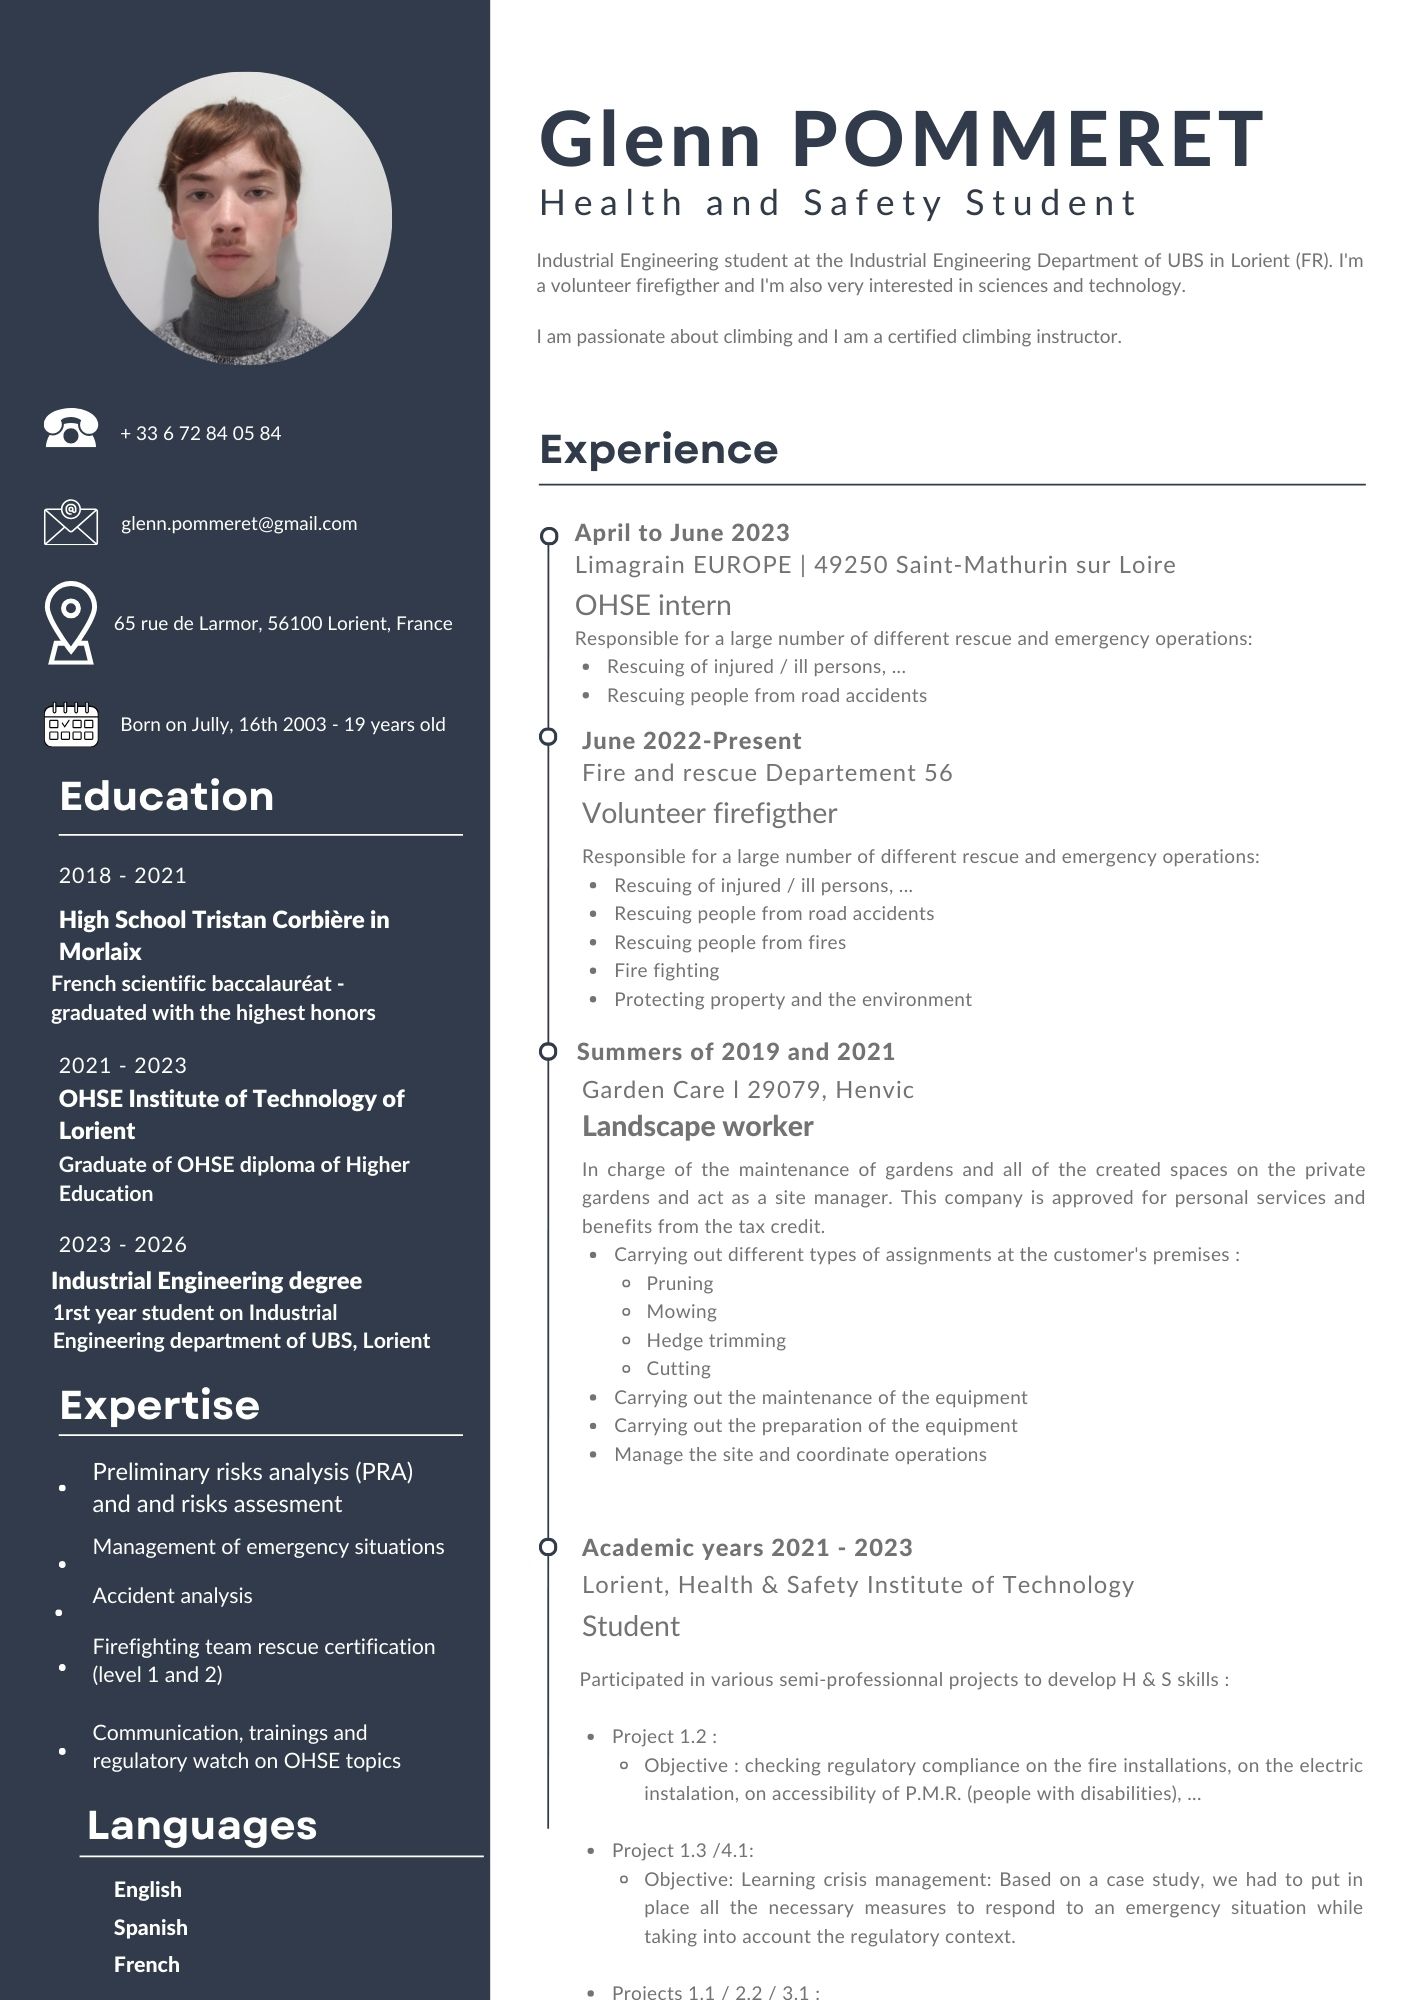 Glenn POMMERET
Health and Safety Student
Industrial Engineering student at the Industrial Engineering Department of UBS in Lorient (FR). I'm
a volunteer firefigther and I'm also very interested in sciences and technology.
I am passionate about climbing and I am a certified climbing instructor.
+ 33 6 72 84 05 84
glenn.pommeret@gmail.com
65 rue de Larmor, 56100 Lorient, France
Born on Jully, 16th 2003 - 19 years old
Education
2018 - 2021
High School Tristan Corbière in
Morlaix
French scientific baccalauréat -
graduated with the highest honors
2021 - 2023
OHSE Institute of Technology of
Lorient
Graduate of OHSE diploma of Higher
Education
2023 - 2026
Industrial Engineering degree
1rst year student on Industrial
Engineering department of UBS, Lorient
Expertise
• Preliminary risks analysis (PRA)
and and risks assesment
• Management of emergency situations
• Accident analysis
• Firefighting team rescue certification
(level 1 and 2)
• Communication, trainings and
regulatory watch on OHSE topics
Languages
English
Spanish
French
Experience
April to June 2023
Limagrain EUROPE | 49250 Saint-Mathurin sur Loire
OHSE intern
Responsible for a large number of different rescue and emergency operations:
• Rescuing of injured / ill persons, ...
• Rescuing people from road accidents
June 2022-Present
Fire and rescue Departement 56
Volunteer firefigther
Responsible for a large number of different rescue and emergency operations:
• Rescuing of injured / ill persons, ...
• Rescuing people from road accidents
• Rescuing people from fires
• Fire fighting
• Protecting property and the environment
Summers of 2019 and 2021
Garden Care l 29079, Henvic
Landscape worker
In charge of the maintenance of gardens and all of the created spaces on the private
gardens and act as a site manager. This company is approved for personal services and
benefits from the tax credit.
• Carrying out different types of assignments at the customer's premises :
◦ Pruning
◦ Mowing
◦ Hedge trimming
◦ Cutting
• Carrying out the maintenance of the equipment
• Carrying out the preparation of the equipment
• Manage the site and coordinate operations
Academic years 2021 - 2023
Lorient, Health & Safety Institute of Technology
Student
Participated in various semi-professionnal projects to develop H & S skills :
• Project 1.2 :
◦ Objective : checking regulatory compliance on the fire installations, on the electric
instalation, on accessibility of P.M.R. (people with disabilities), ...
• Project 1.3 /4.1:
◦ Objective: Learning crisis management: Based on a case study, we had to put in
place all the necessary measures to respond to an emergency situation while
taking into account the regulatory context.
• Projects 1.1 / 2.2 / 3.1 :